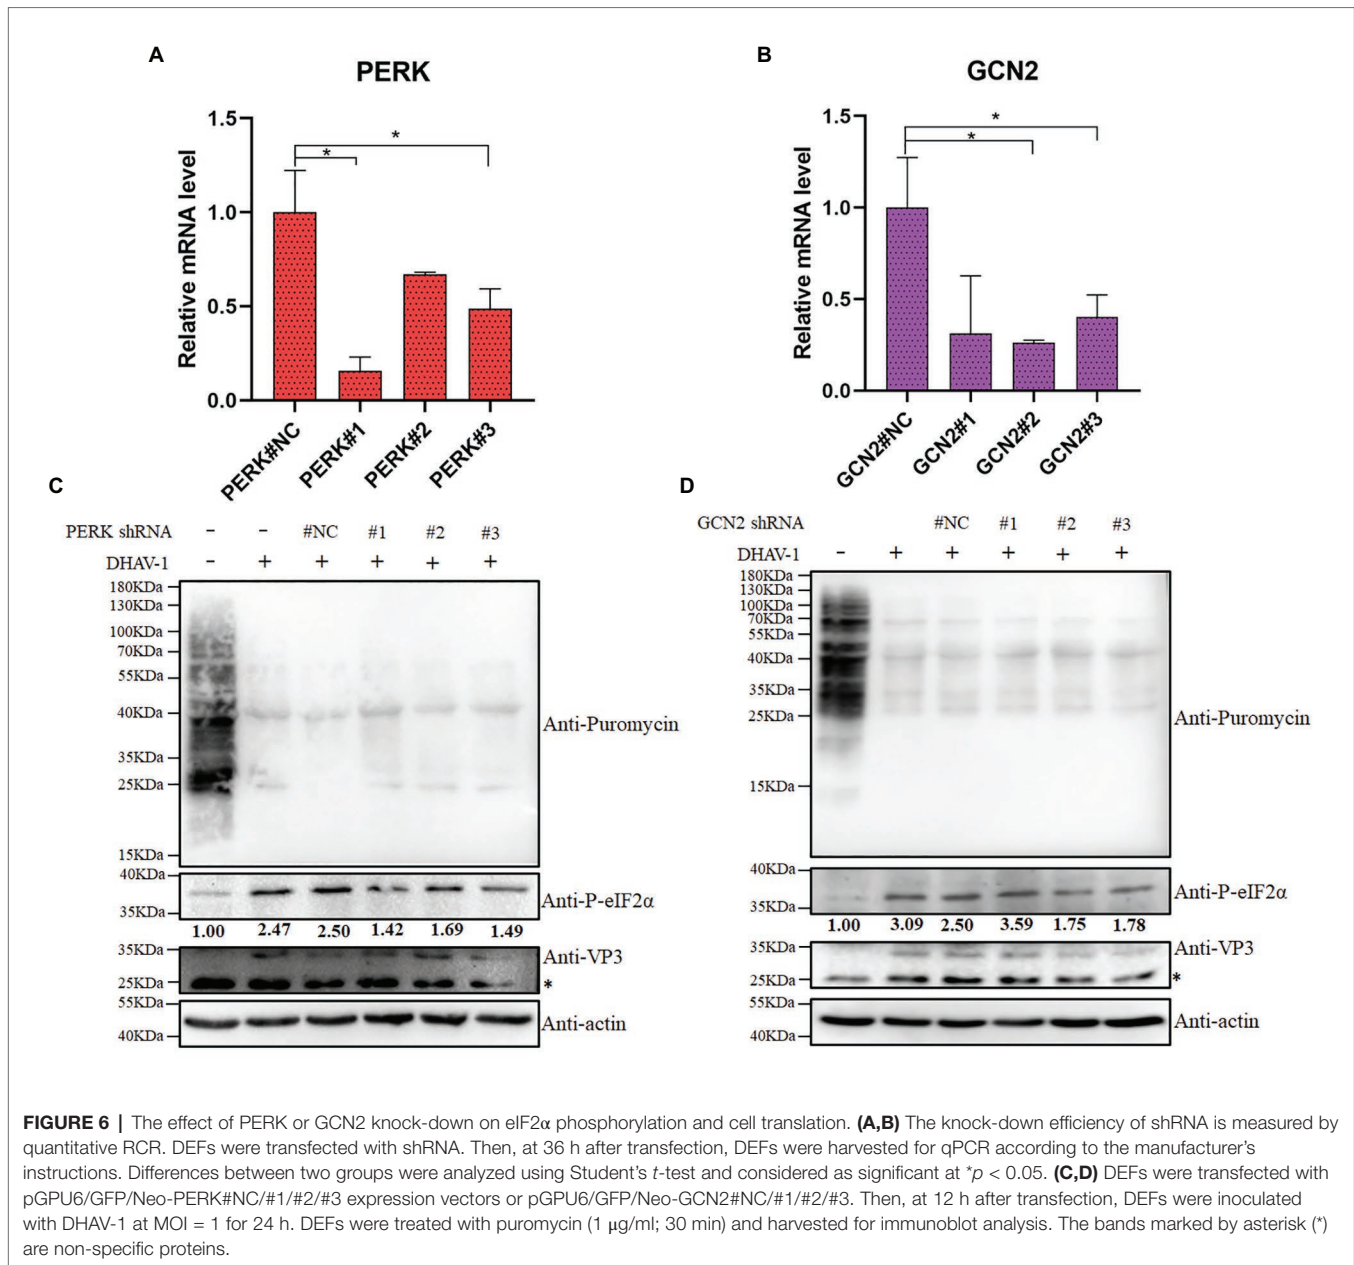 A
PERK
Relative mRNA level
1.5
1.0
0.5
0.0
*
*
PERK#NC
PERK#1
PERK#2
PERK#3
B
GCN2
Relative mRNA level
1.5
1.0
0.5
0.0
*
*
GCN2#NC
GCN2#1
GCN2#2
GCN2#3
C
PERK shRNA - - #NC #1 #2 #3
DHAV-1 - + + + + +
180KDa
130KDa
100KDa
70KDa
55KDa
40KDa
35KDa
25KDa
15KDa
Anti-Puromycin
40KDa
35KDa
Anti-P-eIF2α
1.00 2.47 2.50 1.42 1.69 1.49
35KDa
25KDa
Anti-VP3
*
55KDa
40KDa
Anti-actin
D
GCN2 shRNA #NC #1 #2 #3
DHAV-1 - + + + + +
180KDa
130KDa
100KDa
70KDa
55KDa
40KDa
35KDa
25KDa
15KDa
Anti-Puromycin
40KDa
35KDa
Anti-P-eIF2α
1.00 3.09 2.50 3.59 1.75 1.78
35KDa
25KDa
Anti-VP3
*
55KDa
40KDa
Anti-actin
FIGURE 6 | The effect of PERK or GCN2 knock-down on eIF2α phosphorylation and cell translation. (A,B) The knock-down efficiency of shRNA is measured by
quantitative RCR. DEFs were transfected with shRNA. Then, at 36 h after transfection, DEFs were harvested for qPCR according to the manufacturer's
instructions. Differences between two groups were analyzed using Student's t-test and considered as significant at *p < 0.05. (C,D) DEFs were transfected with
pGPU6/GFP/Neo-PERK#NC/#1/#2/#3 expression vectors or pGPU6/GFP/Neo-GCN2#NC/#1/#2/#3. Then, at 12 h after transfection, DEFs were inoculated
with DHAV-1 at MOI = 1 for 24 h. DEFs were treated with puromycin (1 μg/ml; 30 min) and harvested for immunoblot analysis. The bands marked by asterisk (*)
are non-specific proteins.